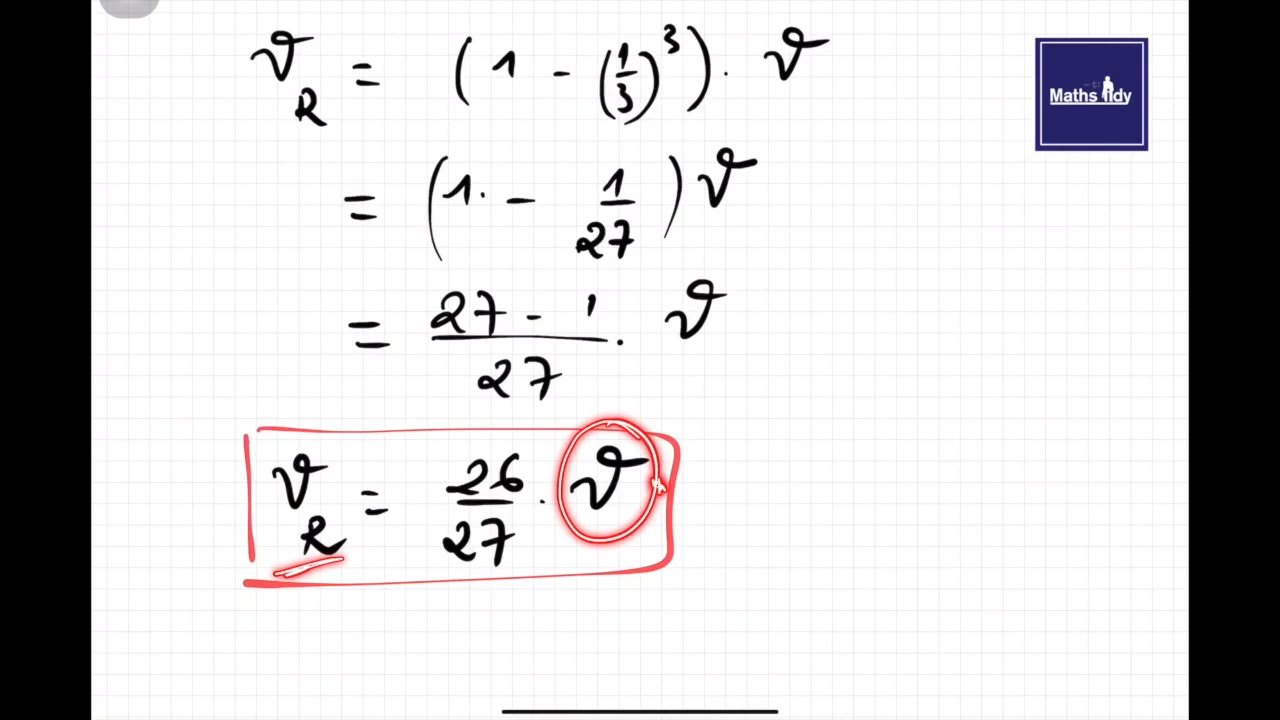 V_R = (1 - (1/3)^3) . V
Maths tidy
= (1. - 1/27) V
= (27 - 1)/27 . V
V_R = 26/27 . V